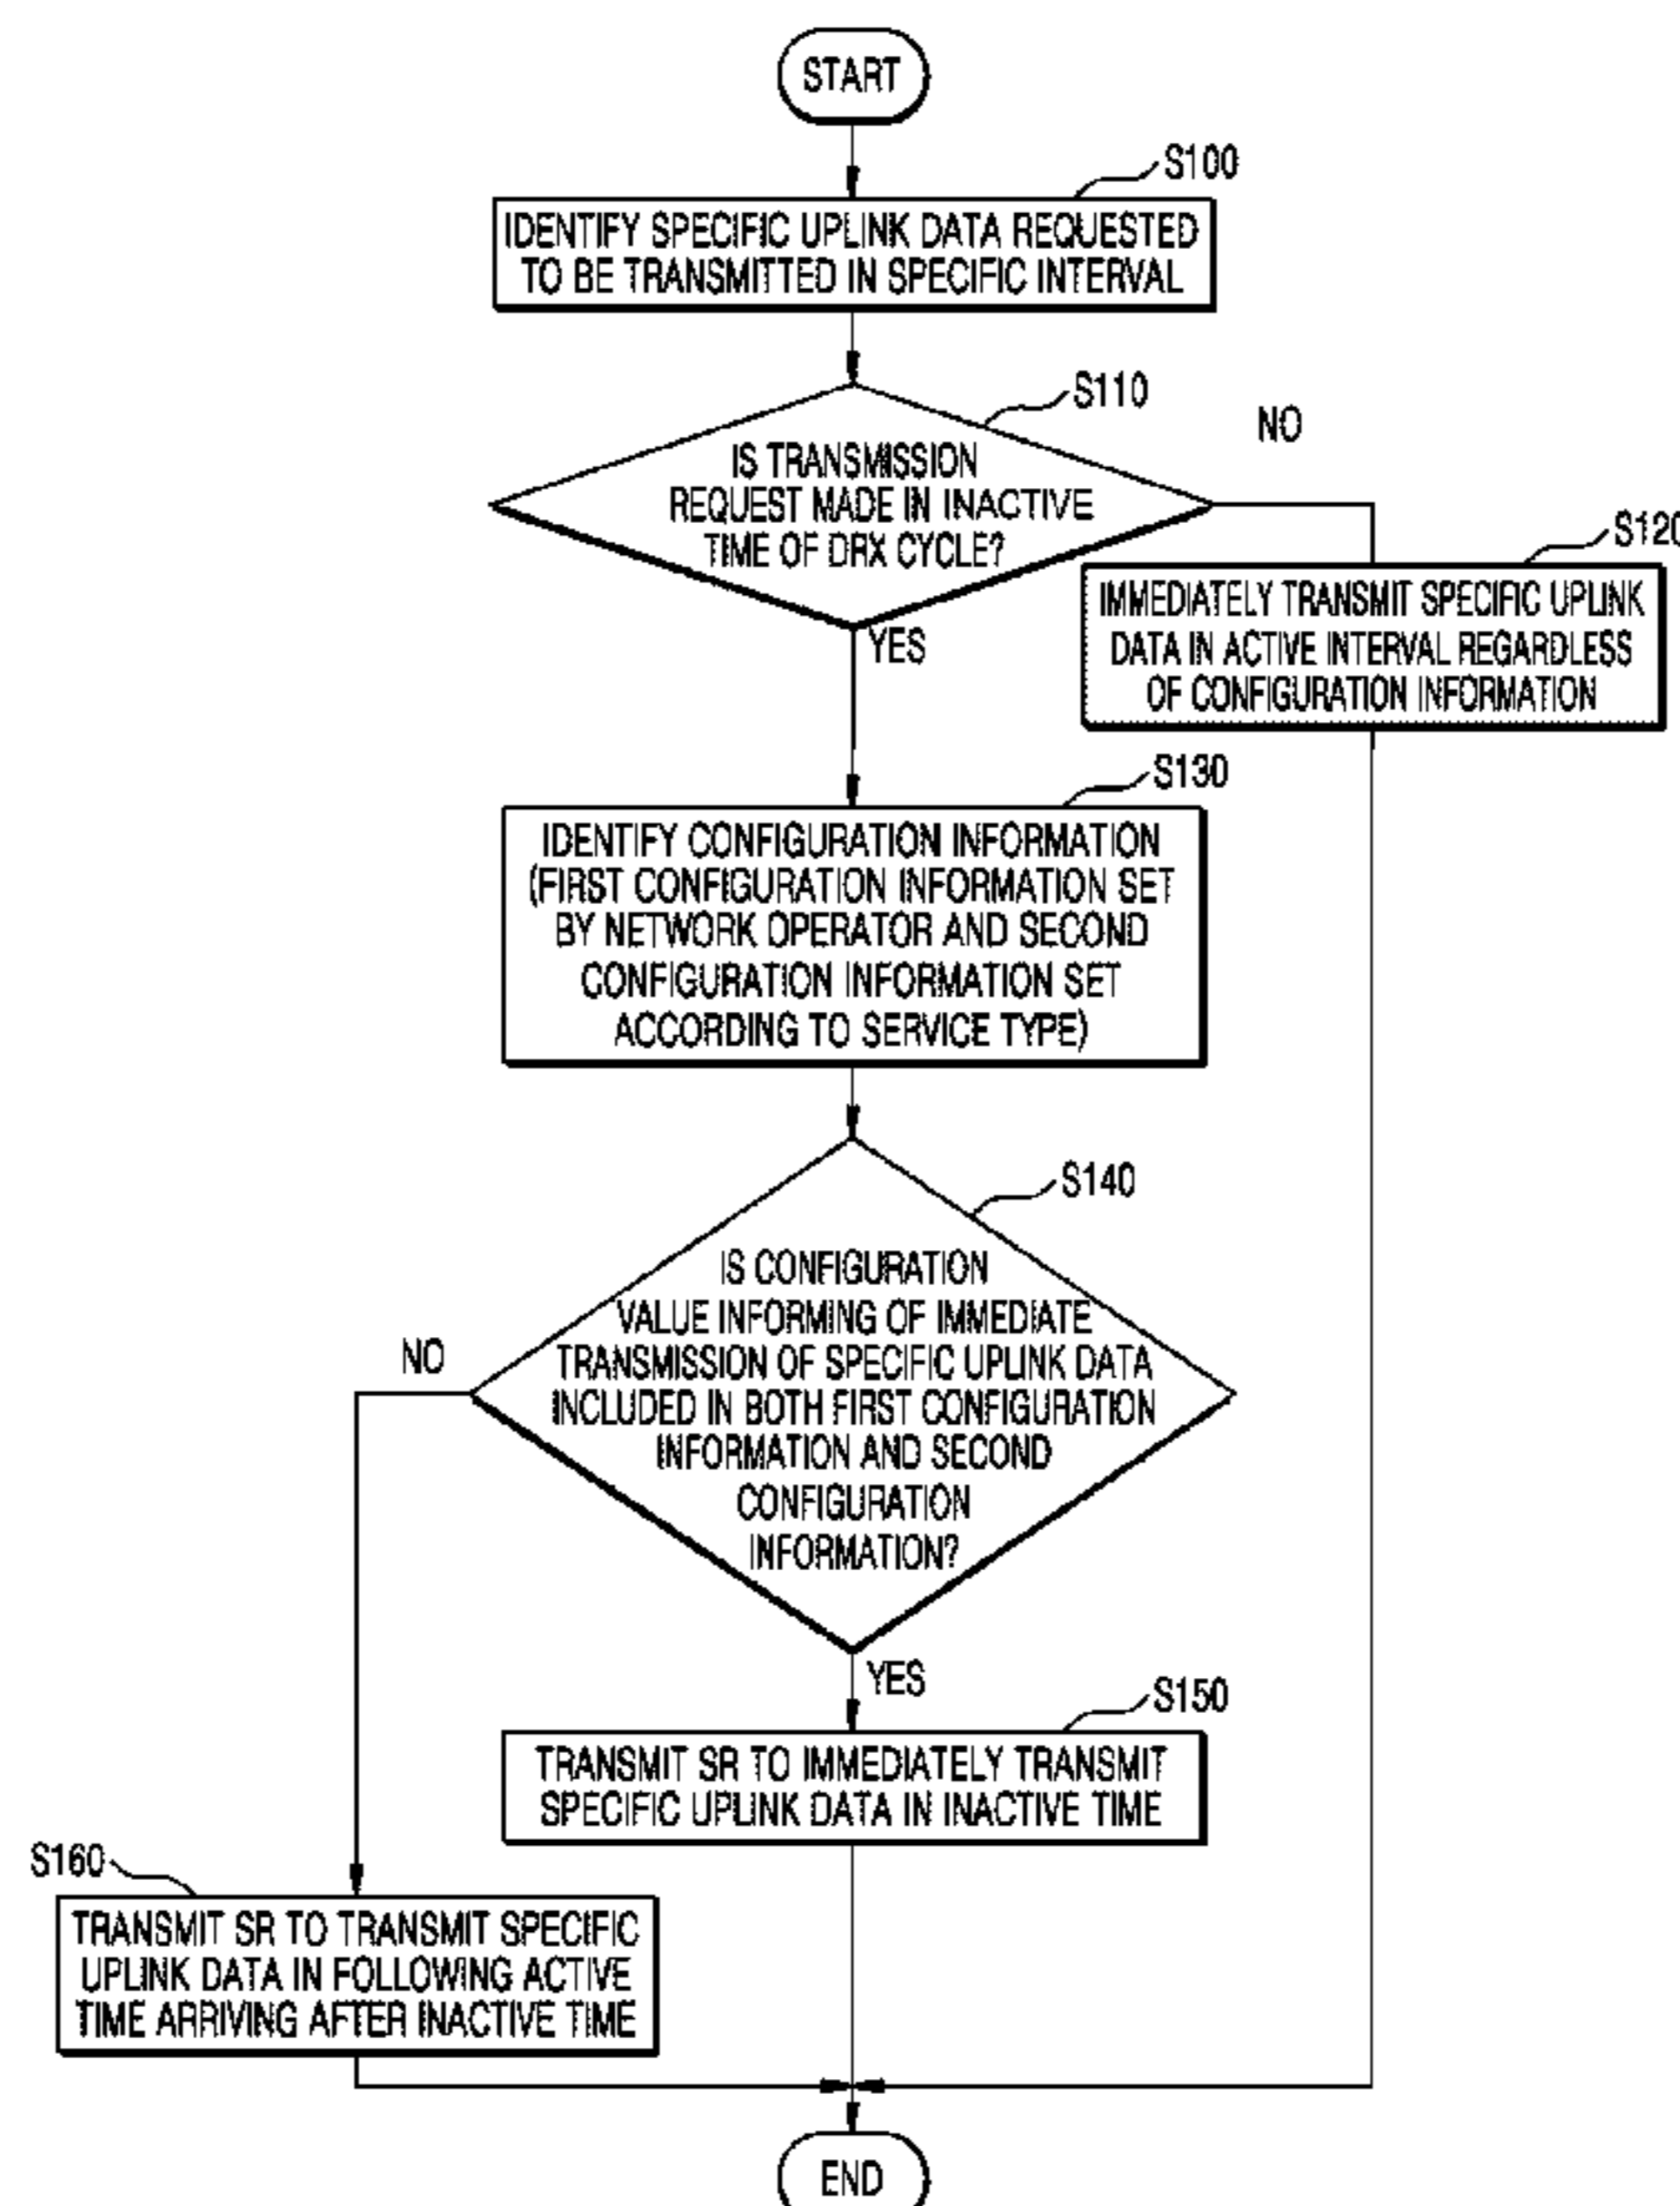 START
S100
IDENTIFY SPECIFIC UPLINK DATA REQUESTED
TO BE TRANSMITTED IN SPECIFIC INTERVAL
S110
NO
IS TRANSMISSION
REQUEST MADE IN INACTIVE
TIME OF DRX CYCLE?
YES
S120
IMMEDIATELY TRANSMIT SPECIFIC UPLINK
DATA IN ACTIVE INTERVAL REGARDLESS
OF CONFIGURATION INFORMATION
S130
IDENTIFY CONFIGURATION INFORMATION
(FIRST CONFIGURATION INFORMATION SET
BY NETWORK OPERATOR AND SECOND
CONFIGURATION INFORMATION SET
ACCORDING TO SERVICE TYPE)
S140
IS CONFIGURATION
VALUE INFORMING OF IMMEDIATE
TRANSMISSION OF SPECIFIC UPLINK DATA
INCLUDED IN BOTH FIRST CONFIGURATION
INFORMATION AND SECOND
CONFIGURATION
INFORMATION?
NO
YES
S150
TRANSMIT SR TO IMMEDIATELY TRANSMIT
SPECIFIC UPLINK DATA IN INACTIVE TIME
S160
TRANSMIT SR TO TRANSMIT SPECIFIC
UPLINK DATA IN FOLLOWING ACTIVE
TIME ARRIVING AFTER INACTIVE TIME
END